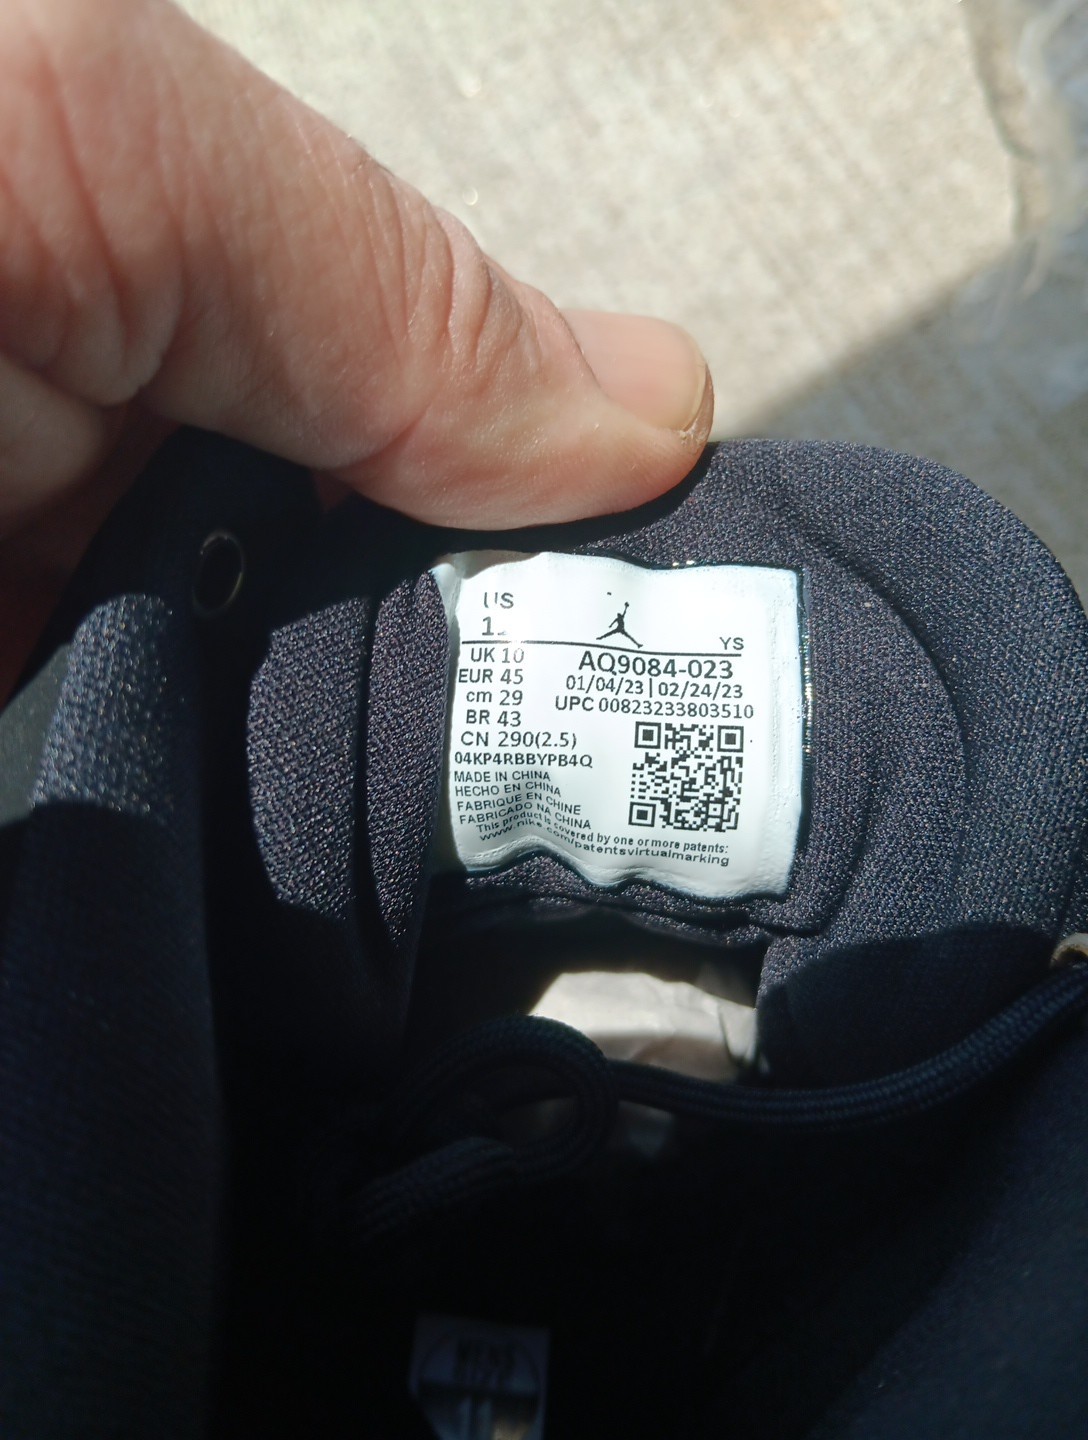 US
UK 10
EUR 45
cm 29
BR 43
CN 290(2.5)
YS
AQ9084-023
01/04/23 | 02/24/23
UPC 00823233803510
04KP4RBBYPB4Q
MADE IN CHINA
HECHO EN CHINA
FABRIQUE EN CHINE
FABRICADO NA CHINA
This product is covered by one or more patents:
www.nike.com/patentsvirtualmarking